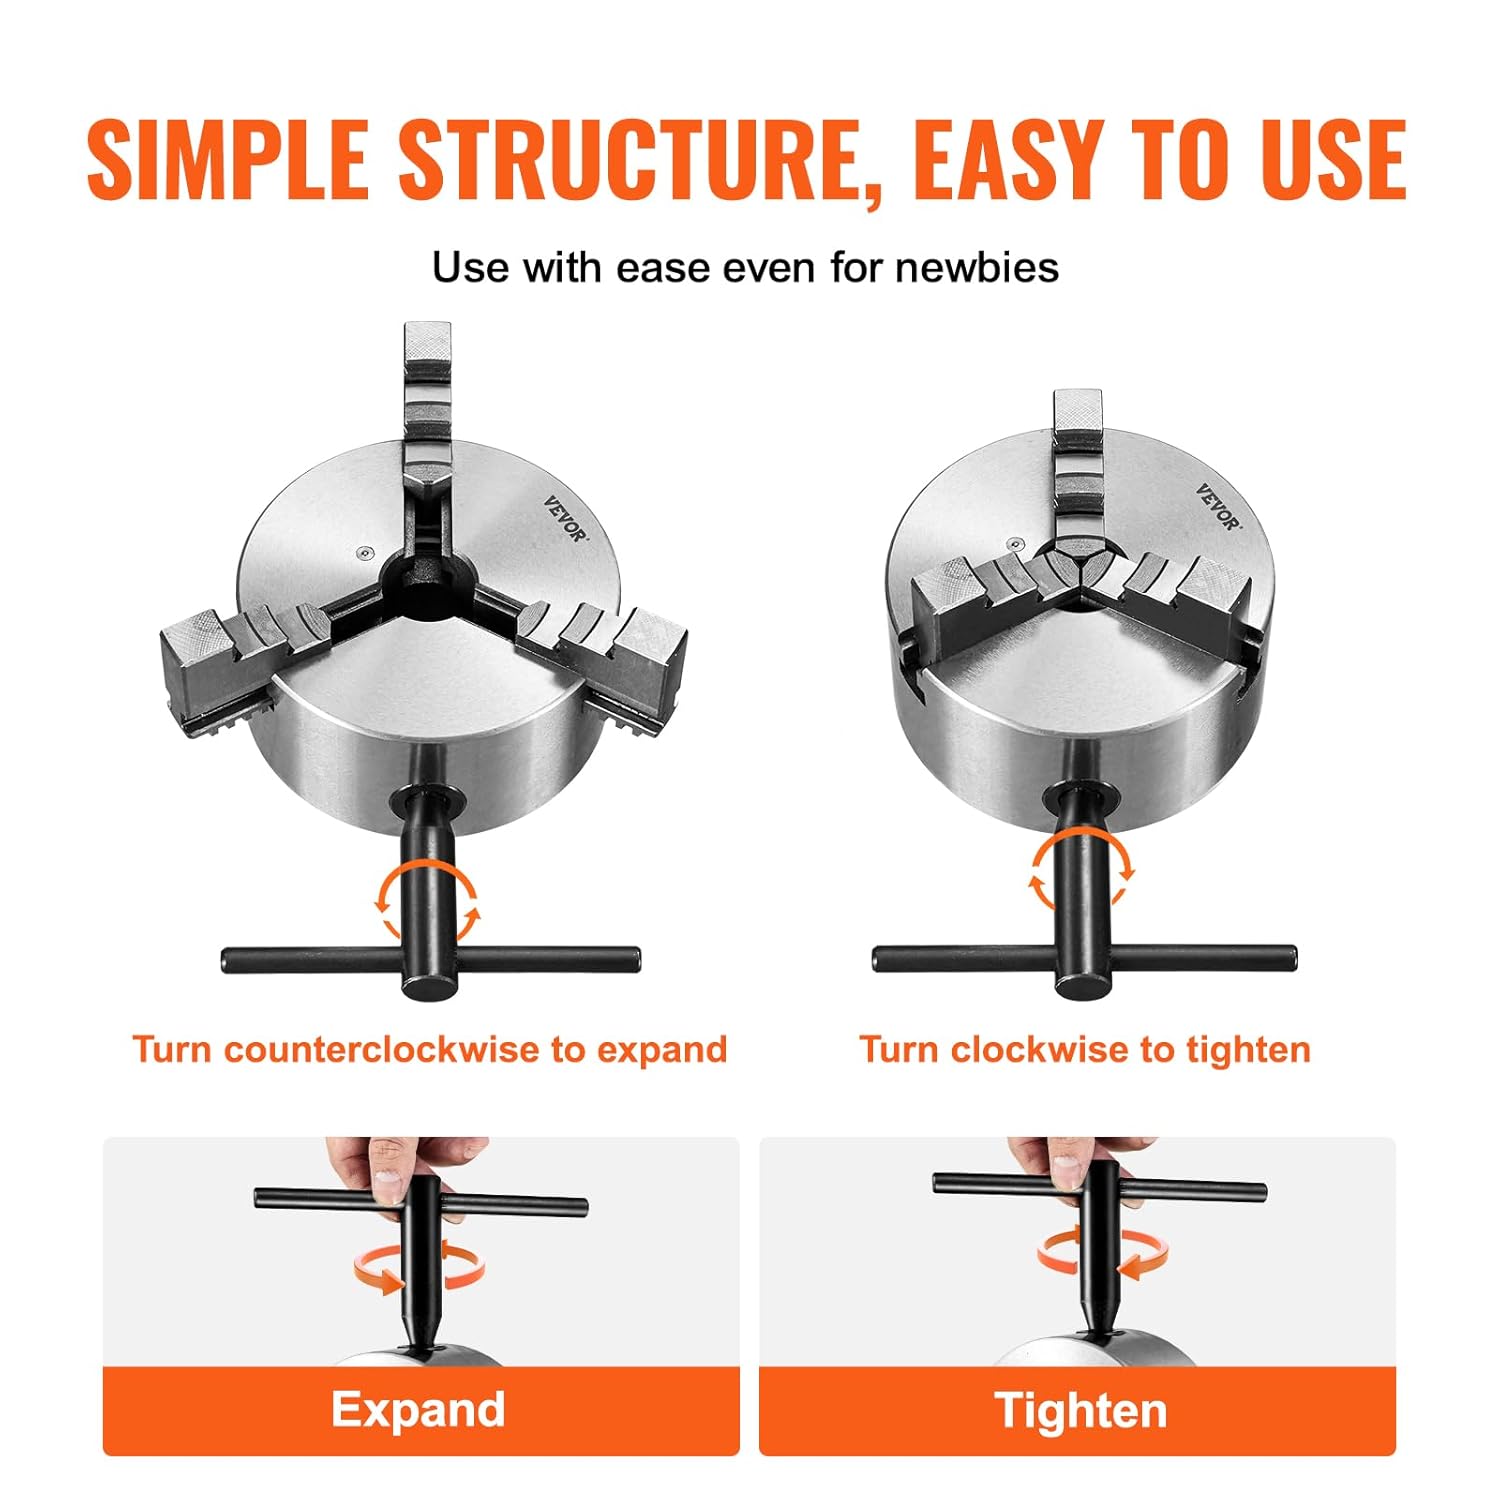 SIMPLE STRUCTURE, EASY TO USE
Use with ease even for newbies
VEVOR
VEVOR
Turn counterclockwise to expand
Turn clockwise to tighten
Expand
Tighten